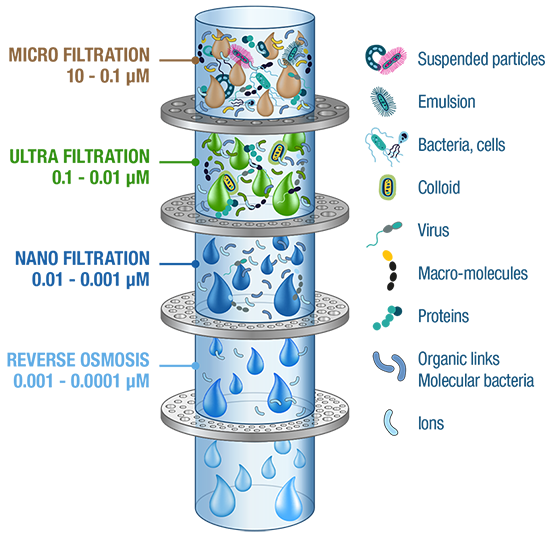 MICRO FILTRATION
10 - 0.1 µM
ULTRA FILTRATION
0.1 - 0.01 µM
NANO FILTRATION
0.01 - 0.001 µM
REVERSE OSMOSIS
0.001 - 0.0001 µM
Suspended particles
Emulsion
Bacteria, cells
Colloid
Virus
Macro-molecules
Proteins
Organic links
Molecular bacteria
Ions